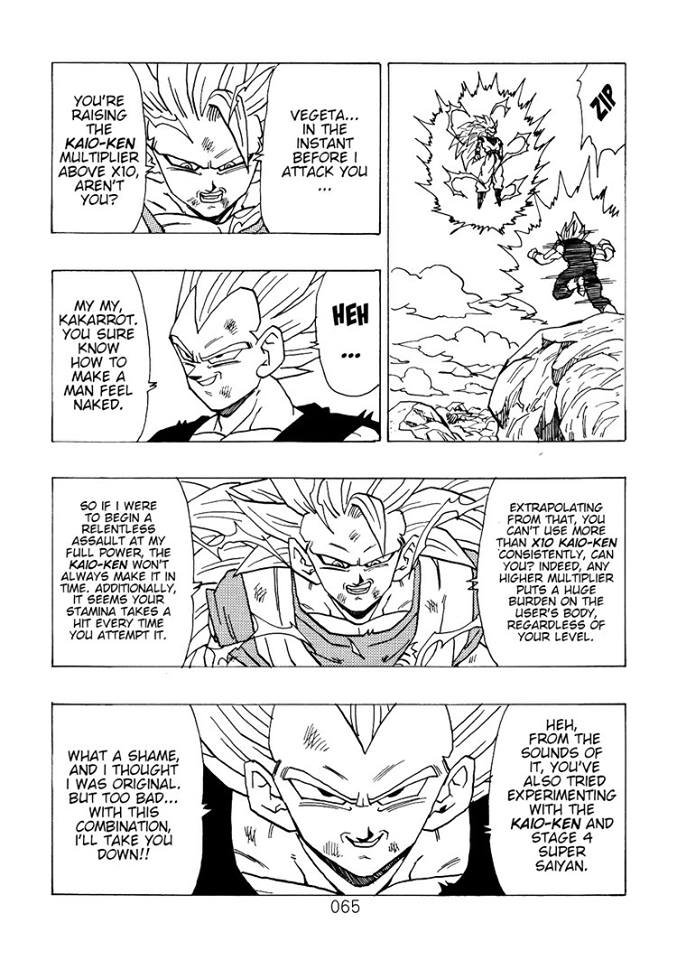 ZIP
VEGETA...
IN THE
INSTANT
BEFORE I
ATTACK YOU
...
YOU'RE
RAISING
THE
KAIO-KEN
MULTIPLIER
ABOVE X10,
AREN'T
YOU?
HEH
...
MY MY,
KAKARROT.
YOU SURE
KNOW
HOW TO
MAKE A
MAN FEEL
NAKED.
EXTRAPOLATING
FROM THAT, YOU
CAN'T USE MORE
THAN X10 KAIO-KEN
CONSISTENTLY, CAN
YOU? INDEED, ANY
HIGHER MULTIPLIER
PUTS A HUGE
BURDEN ON THE
USER'S BODY,
REGARDLESS OF
YOUR LEVEL.
SO IF I WERE
TO BEGIN A
RELENTLESS
ASSAULT AT MY
FULL POWER, THE
KAIO-KEN WON'T
ALWAYS MAKE IT IN
TIME. ADDITIONALLY,
IT SEEMS YOUR
STAMINA TAKES A
HIT EVERY TIME
YOU ATTEMPT IT.
HEH,
FROM THE
SOUNDS OF
IT, YOU'VE
ALSO TRIED
EXPERIMENTING
WITH THE
KAIO-KEN AND
STAGE 4
SUPER
SAIYAN.
WHAT A SHAME,
AND I THOUGHT
I WAS ORIGINAL.
BUT TOO BAD...
WITH THIS
COMBINATION,
I'LL TAKE YOU
DOWN!!
065